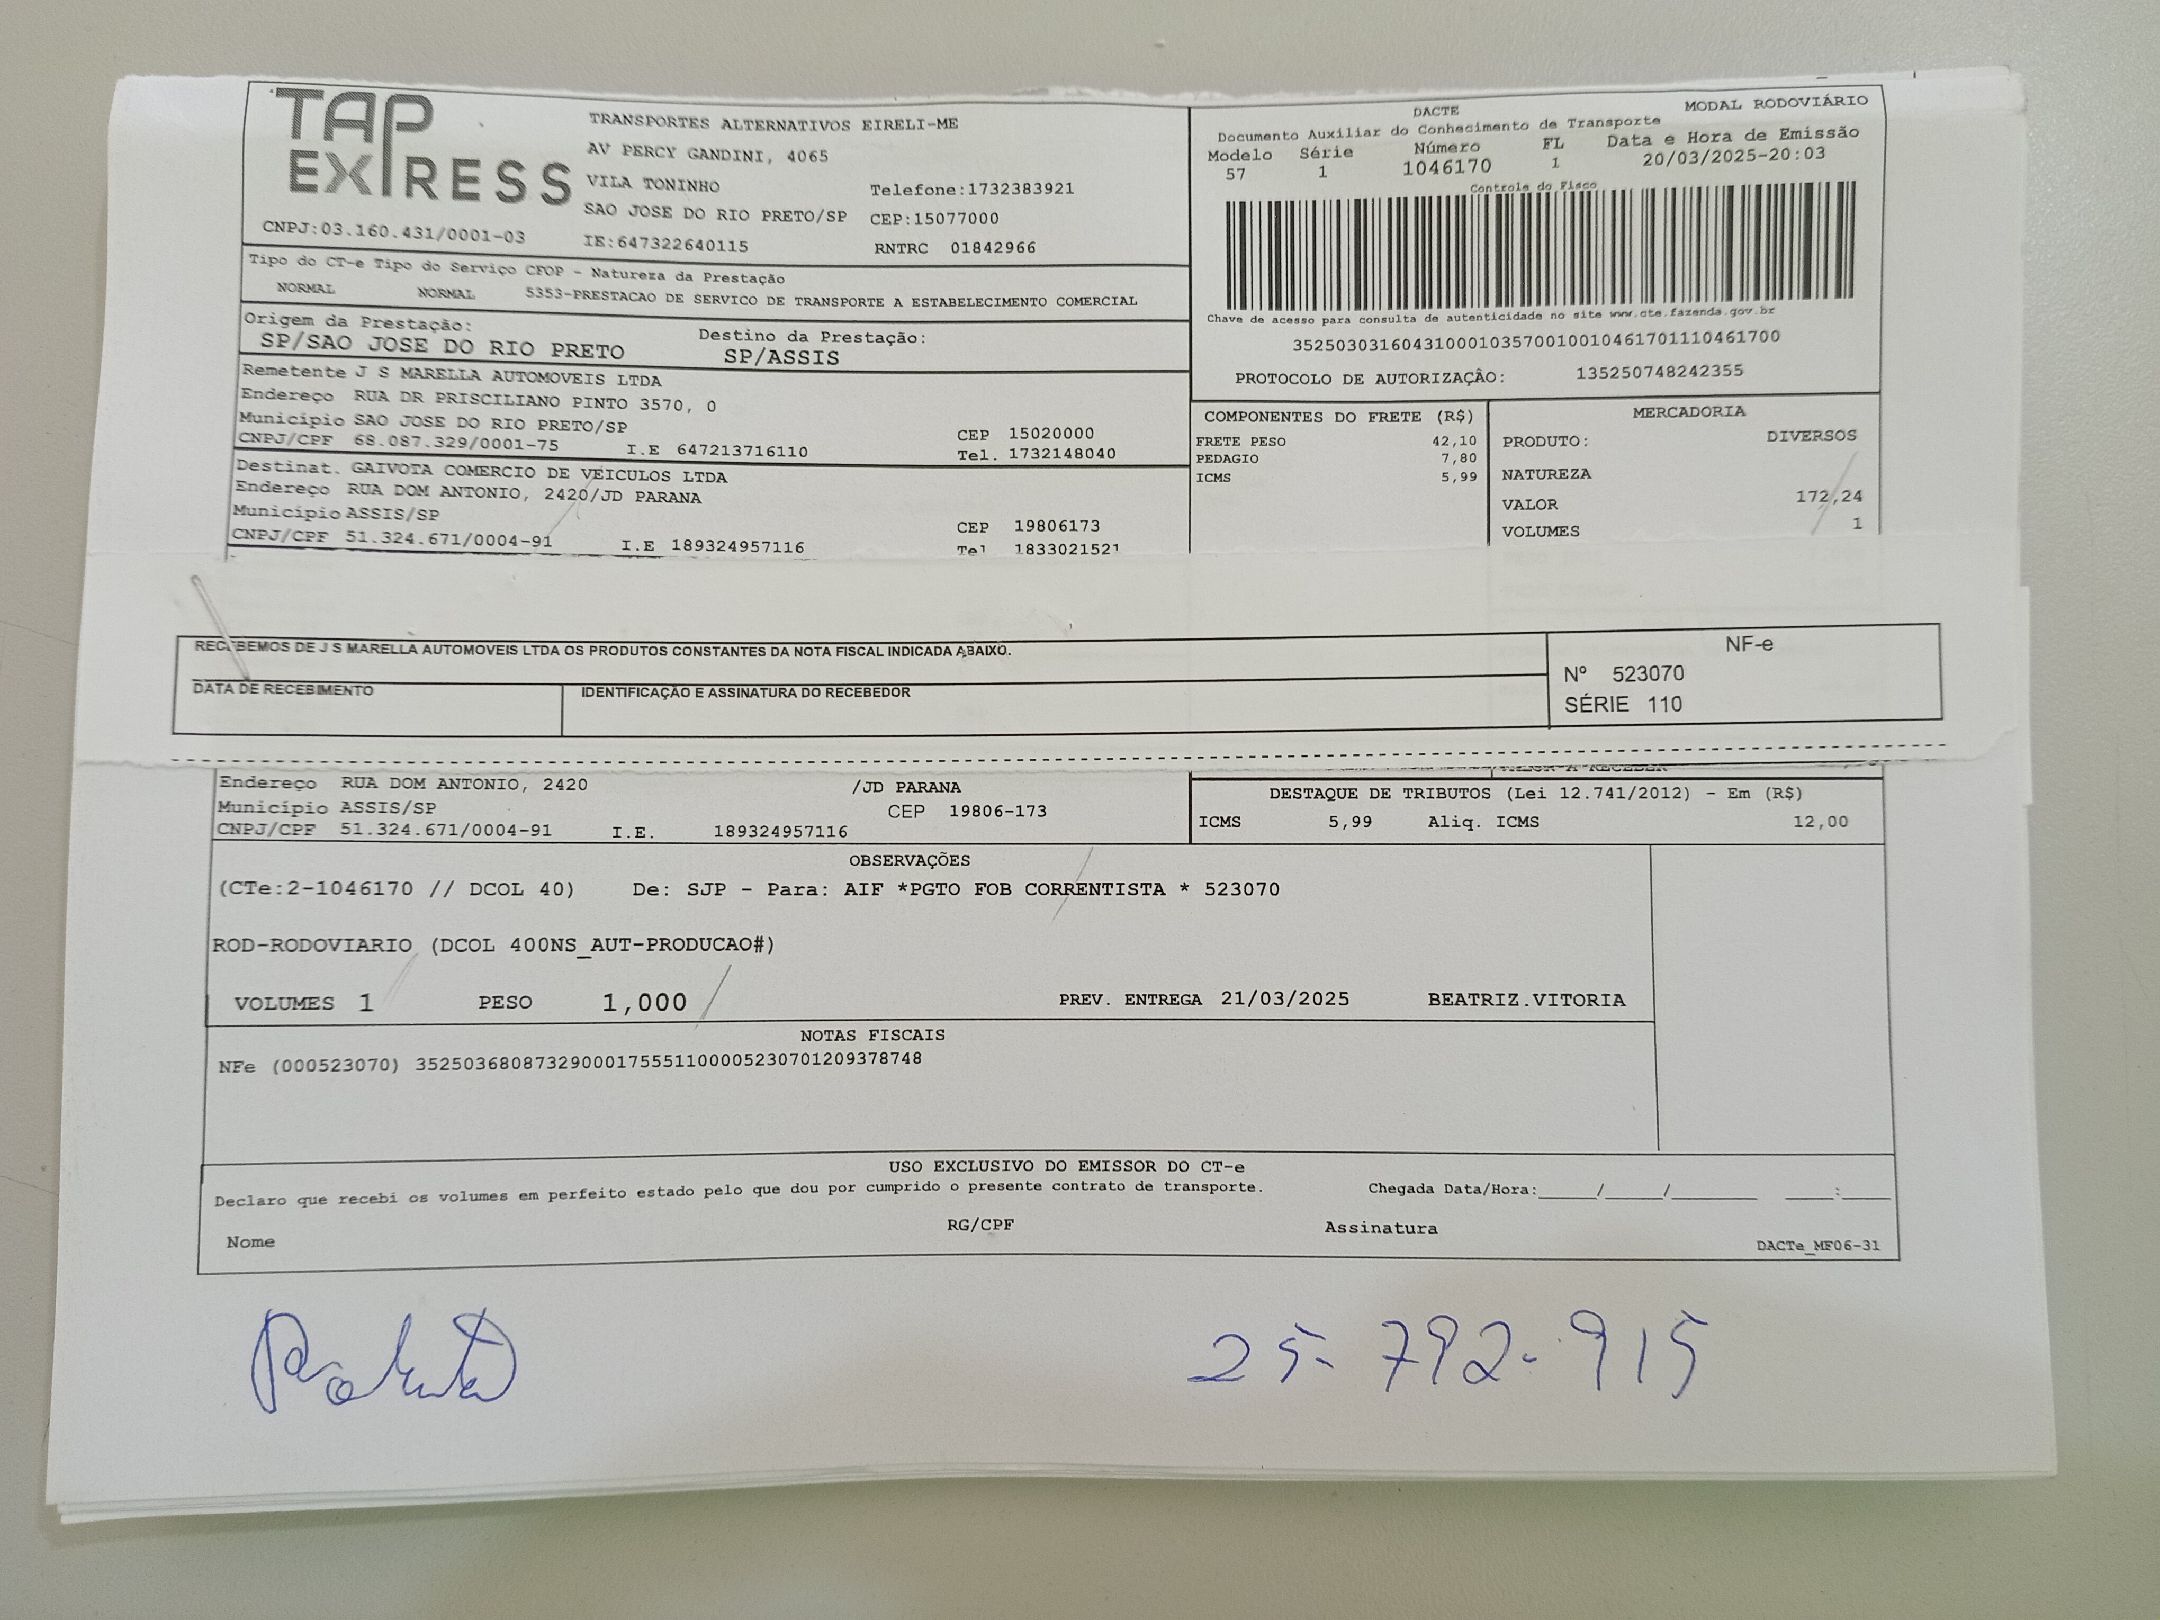 TAP EXPRESS
TRANSPORTES ALTERNATIVOS EIRELI-ME
AV PERCY GANDINI, 4065
VILA TONINHO
Telefone:1732383921
SAO JOSE DO RIO PRETO/SP CEP:15077000
CNPJ:03.160.431/0001-03 IE:647322640115 RNTRC 01842966
DACTE MODAL RODOVIÁRIO
Documento Auxiliar do Conhecimento de Transporte
Modelo Série Número FL Data e Hora de Emissão
57 1 1046170 1 20/03/2025-20:03
Controle do Fisco
Chave de acesso para consulta de autenticidade no site www.cte.fazenda.gov.br
35250303160431000103570010010461701110461700
PROTOCOLO DE AUTORIZAÇÂO: 135250748242355
Tipo do CT-e Tipo do Serviço CFOP - Natureza da Prestação
NORMAL NORMAL 5353-PRESTACAO DE SERVICO DE TRANSPORTE A ESTABELECIMENTO COMERCIAL
Origem da Prestação: Destino da Prestação:
SP/SAO JOSE DO RIO PRETO SP/ASSIS
Remetente J S MARELLA AUTOMOVEIS LTDA
Endereço RUA DR PRISCILIANO PINTO 3570, 0
Município SAO JOSE DO RIO PRETO/SP CEP 15020000
CNPJ/CPF 68.087.329/0001-75 I.E 647213716110 Tel. 1732148040
Destinat. GAIVOTA COMERCIO DE VEICULOS LTDA
Endereço RUA DOM ANTONIO, 2420/JD PARANA
Município ASSIS/SP CEP 19806173
CNPJ/CPF 51.324.671/0004-91 I.E 189324957116 Tel 1833021521
COMPONENTES DO FRETE (R$)
FRETE PESO 42,10
PEDAGIO 7,80
ICMS 5,99
MERCADORIA
PRODUTO: DIVERSOS
NATUREZA
VALOR 172,24
VOLUMES 1
RECEBEMOS DE J S MARELLA AUTOMOVEIS LTDA OS PRODUTOS CONSTANTES DA NOTA FISCAL INDICADA ABAIXO.
DATA DE RECEBIMENTO IDENTIFICAÇÃO E ASSINATURA DO RECEBEDOR
NF-e
Nº 523070
SÉRIE 110
Endereço RUA DOM ANTONIO, 2420 /JD PARANA
Município ASSIS/SP CEP 19806-173
CNPJ/CPF 51.324.671/0004-91 I.E. 189324957116
DESTAQUE DE TRIBUTOS (Lei 12.741/2012) - Em (R$)
ICMS 5,99 Aliq. ICMS 12,00
OBSERVAÇÕES
(CTe:2-1046170 // DCOL 40) De: SJP - Para: AIF *PGTO FOB CORRENTISTA * 523070
ROD-RODOVIARIO (DCOL 400NS_AUT-PRODUCAO#)
VOLUMES 1 PESO 1,000 PREV. ENTREGA 21/03/2025 BEATRIZ.VITORIA
NOTAS FISCAIS
NFe (000523070) 35250368087329000175551100005230701209378748
USO EXCLUSIVO DO EMISSOR DO CT-e
Declaro que recebi os volumes em perfeito estado pelo que dou por cumprido o presente contrato de transporte. Chegada Data/Hora:_____/_____/_______ ____:____
Nome RG/CPF Assinatura
DACTe_MF06-31
25-792-915